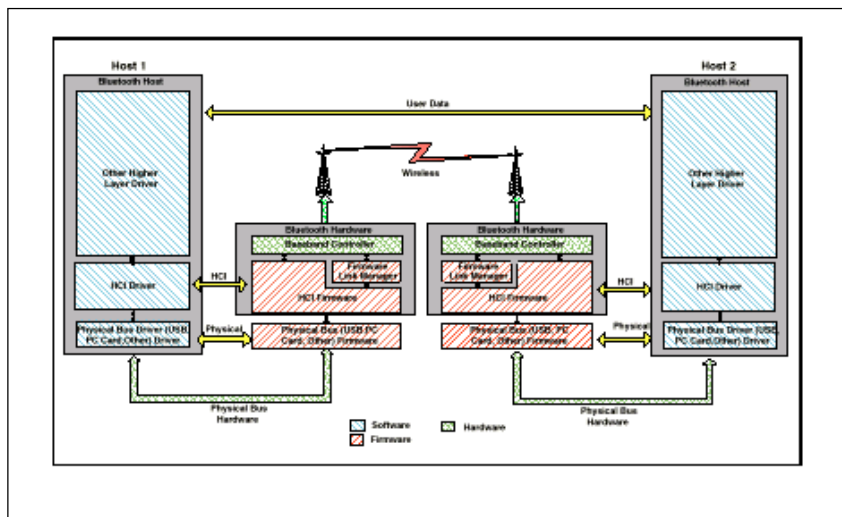 Host 1
Host 2
Bluetooth Host
Bluetooth Host
User Data
Other Higher
Layer Driver
Wireless
Other Higher
Layer Driver
Bluetooth Hardware
Baseband Controller
Bluetooth Hardware
Baseband Controller
Firmware
Link Manager
Firmware
Link Manager
HCI
HCI
HCI Driver
HCI Firmware
HCI Firmware
HCI Driver
Physical Bus Driver (USB,
PC Card,Other) Driver
Physical
Physical Bus (USB PC
Card, Other) Firmware
Physical Bus (USB, PC
Card, Other) Firmware
Physical
Physical Bus Driver (USB,
PC Card,Other) Driver
Physical Bus
Hardware
Physical Bus
Hardware
Software
Hardware
Firmware